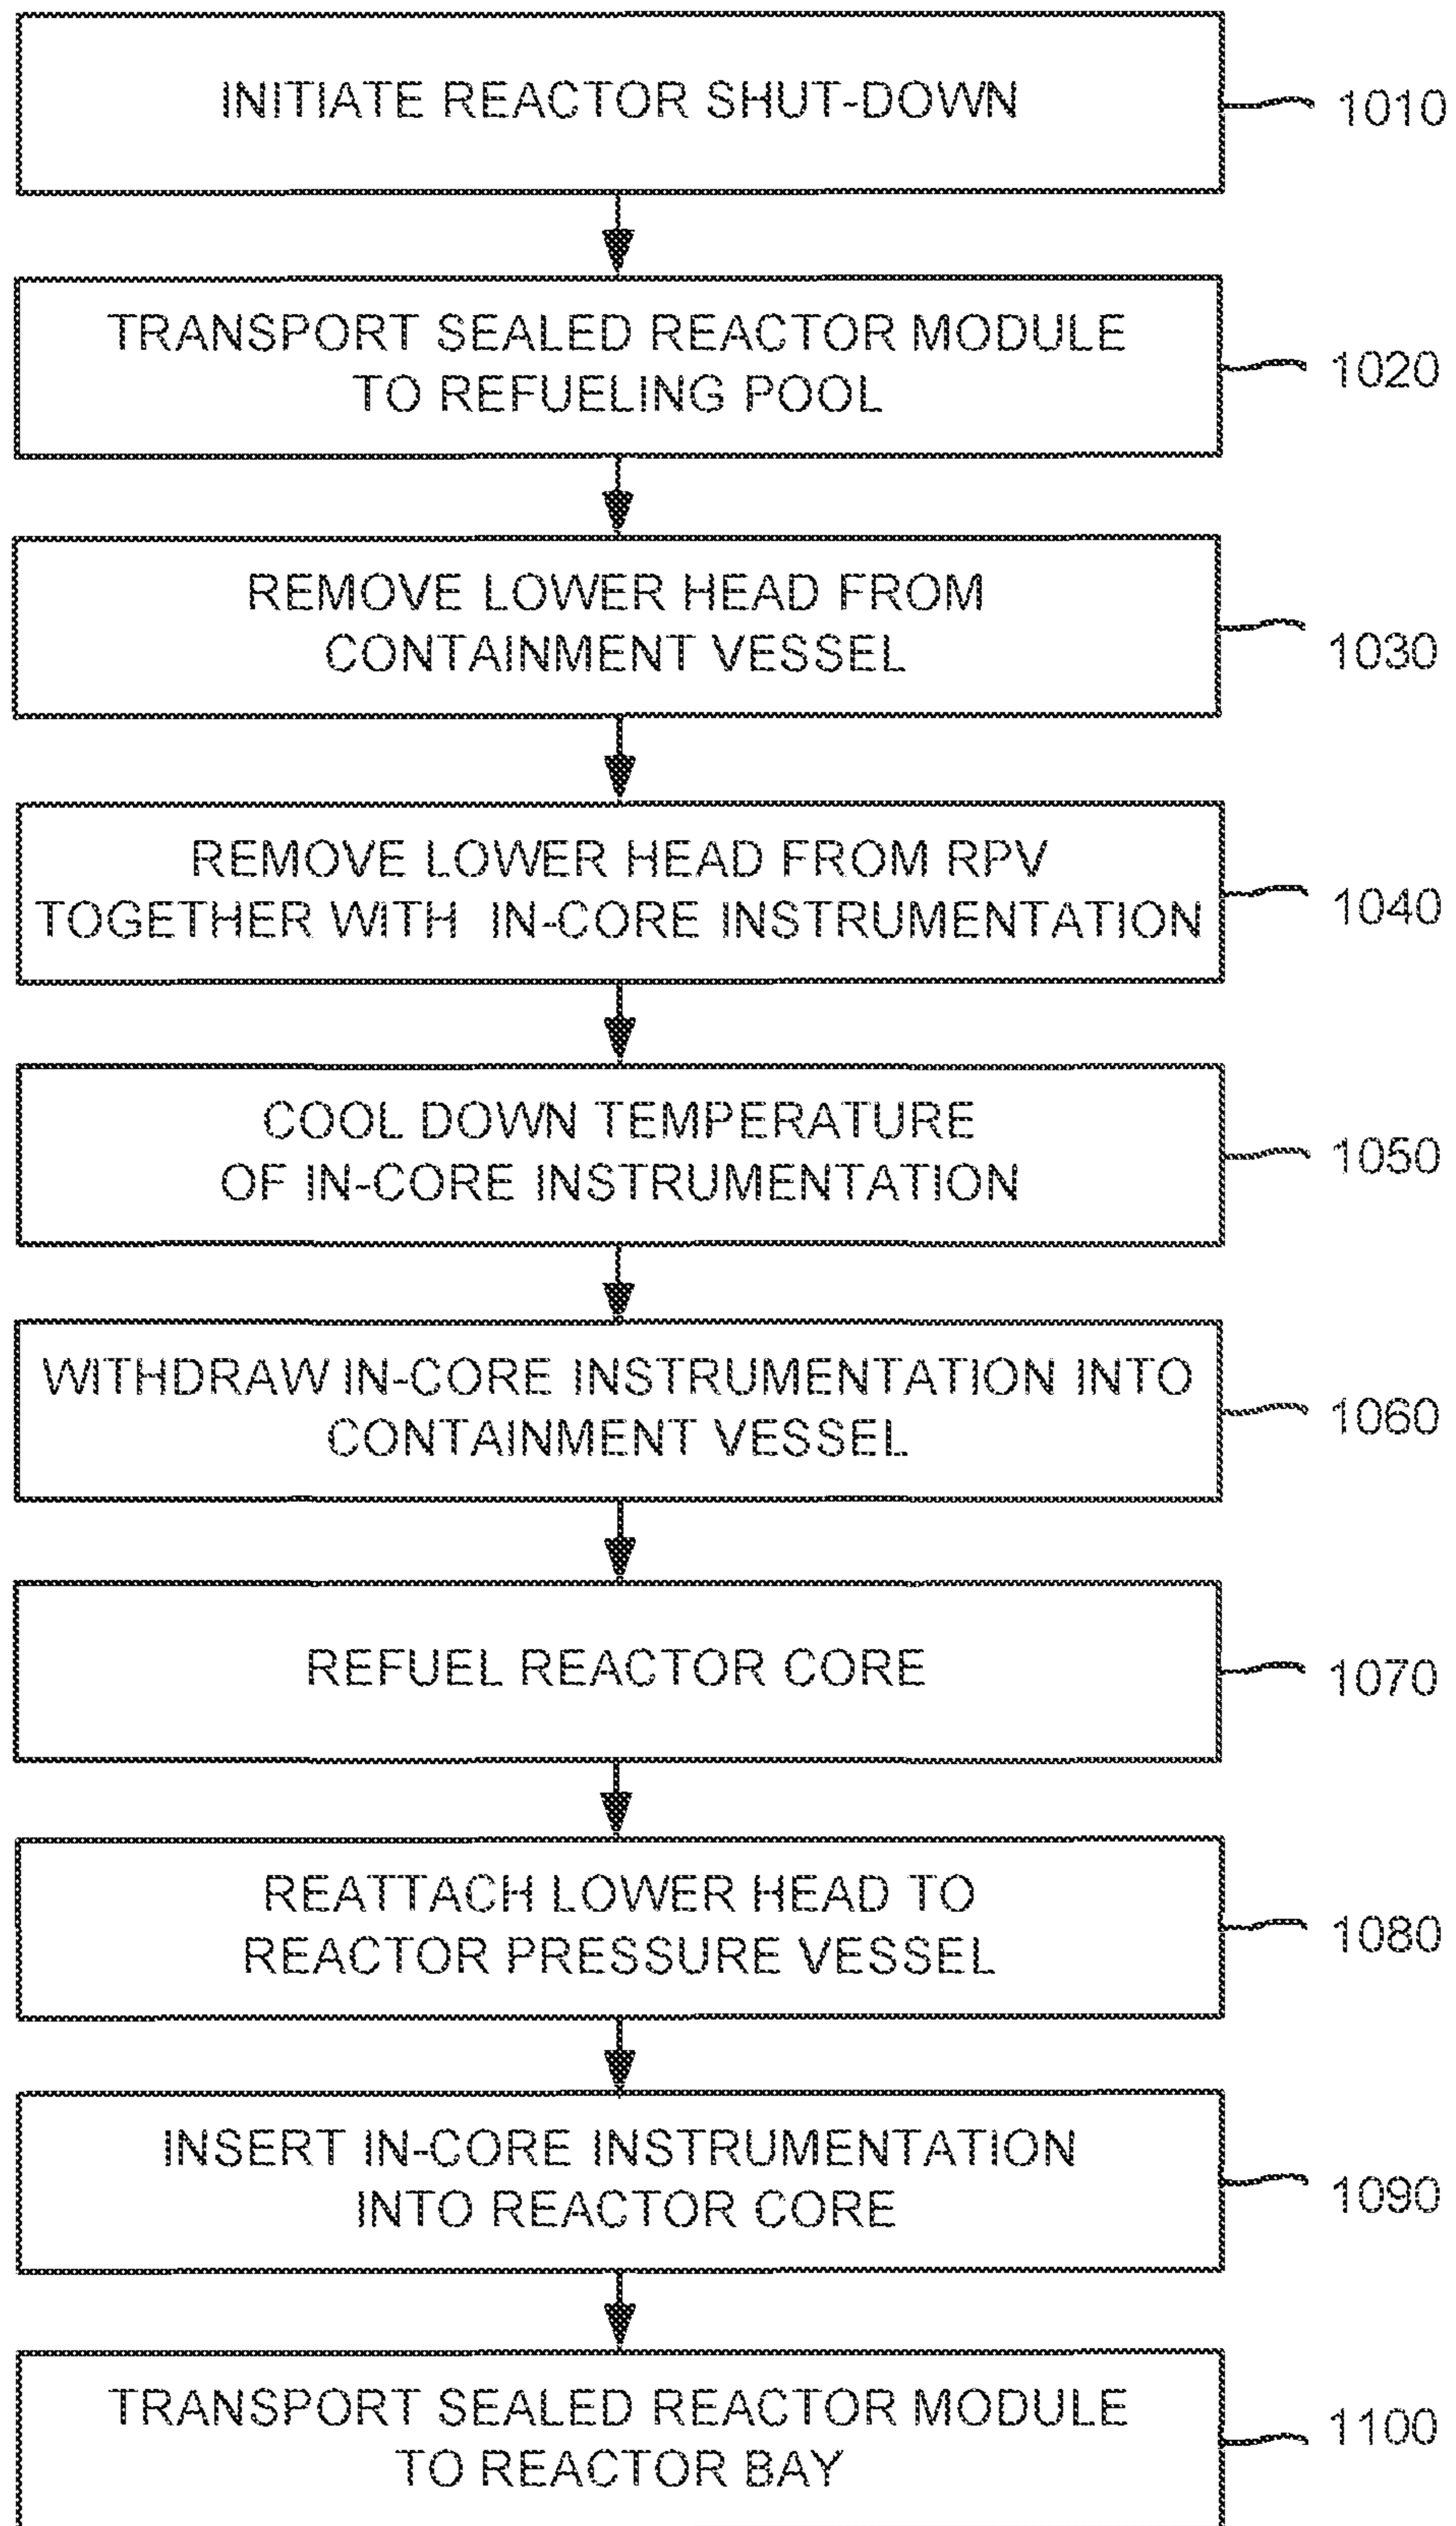 INITIATE REACTOR SHUT-DOWN
1010
TRANSPORT SEALED REACTOR MODULE
TO REFUELING POOL
1020
REMOVE LOWER HEAD FROM
CONTAINMENT VESSEL
1030
REMOVE LOWER HEAD FROM RPV
TOGETHER WITH IN-CORE INSTRUMENTATION
1040
COOL DOWN TEMPERATURE
OF IN-CORE INSTRUMENTATION
1050
WITHDRAW IN-CORE INSTRUMENTATION INTO
CONTAINMENT VESSEL
1060
REFUEL REACTOR CORE
1070
REATTACH LOWER HEAD TO
REACTOR PRESSURE VESSEL
1080
INSERT IN-CORE INSTRUMENTATION
INTO REACTOR CORE
1090
TRANSPORT SEALED REACTOR MODULE
TO REACTOR BAY
1100